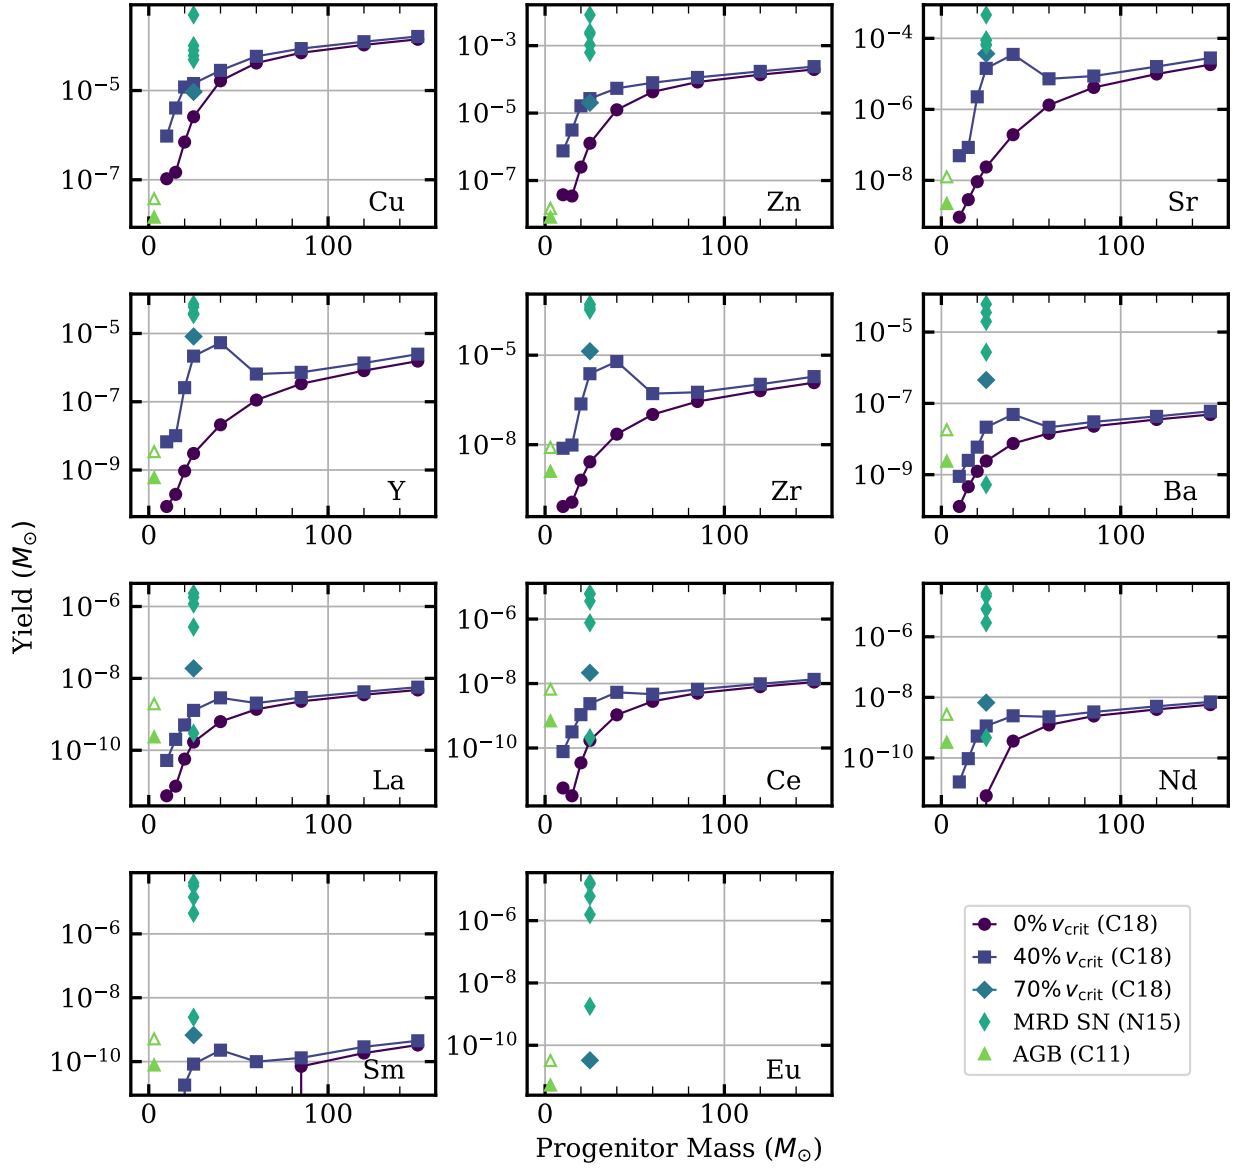 10⁻⁵
10⁻⁷
Cu
0 100
10⁻³
10⁻⁵
10⁻⁷
Zn
0 100
10⁻⁴
10⁻⁶
10⁻⁸
Sr
0 100
10⁻⁵
10⁻⁷
10⁻⁹
Y
0 100
10⁻⁵
10⁻⁸
Zr
0 100
10⁻⁵
10⁻⁷
10⁻⁹
Ba
0 100
Yield (M⊙)
10⁻⁶
10⁻⁸
10⁻¹⁰
La
0 100
10⁻⁶
10⁻⁸
10⁻¹⁰
Ce
0 100
10⁻⁶
10⁻⁸
10⁻¹⁰
Nd
0 100
10⁻⁶
10⁻⁸
10⁻¹⁰
Sm
0 100
10⁻⁶
10⁻⁸
10⁻¹⁰
Eu
0 100
0% v_crit (C18)
40% v_crit (C18)
70% v_crit (C18)
MRD SN (N15)
AGB (C11)
Progenitor Mass (M⊙)